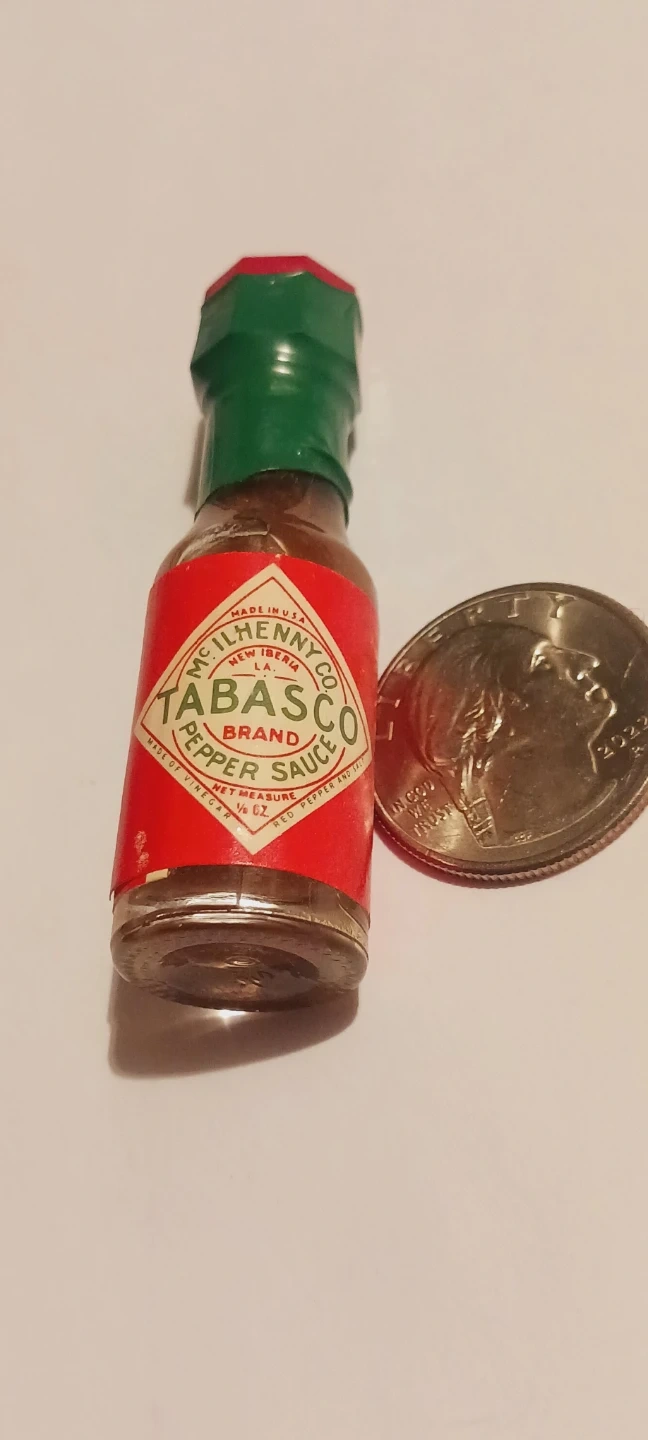 MADE IN U.S.A
McILHENNY CO.
NEW IBERIA
LA.
TABASCO
BRAND
PEPPER SAUCE
MADE OF VINEGAR
RED PEPPER AND SALT
NET MEASURE
1/8 OZ.
LIBERTY
2022
P
IN GOD
WE
TRUST